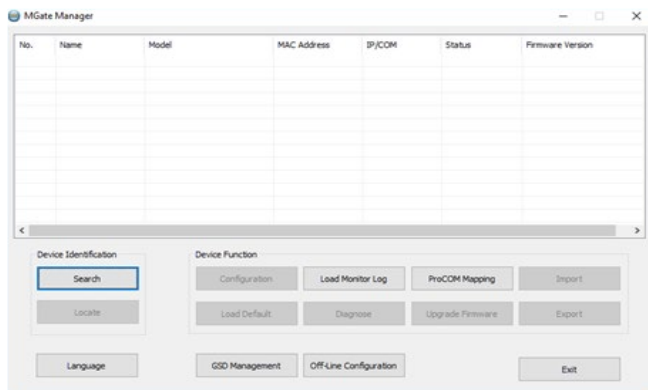 MGate Manager
No. Name Model MAC Address IP/COM Status Firmware Version
Device Identification Device Function
Search Configuration Load Monitor Log ProCOM Mapping Import
Locate Load Default Diagnose Upgrade Firmware Export
Language GSD Management Off-Line Configuration Exit